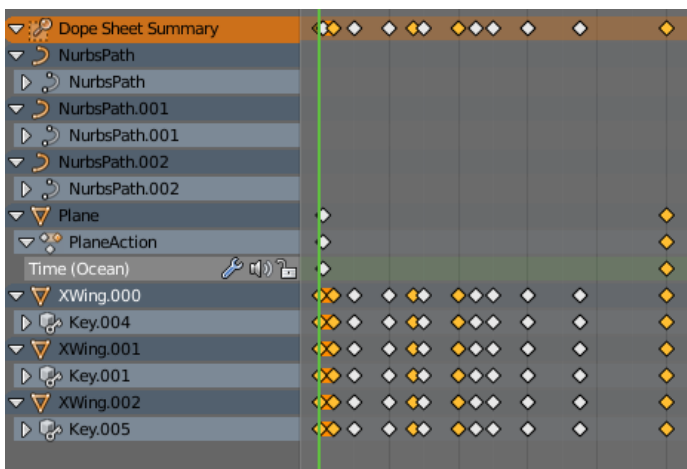 Dope Sheet Summary
NurbsPath
NurbsPath
NurbsPath.001
NurbsPath.001
NurbsPath.002
NurbsPath.002
Plane
PlaneAction
Time (Ocean)
XWing.000
Key.004
XWing.001
Key.001
XWing.002
Key.005